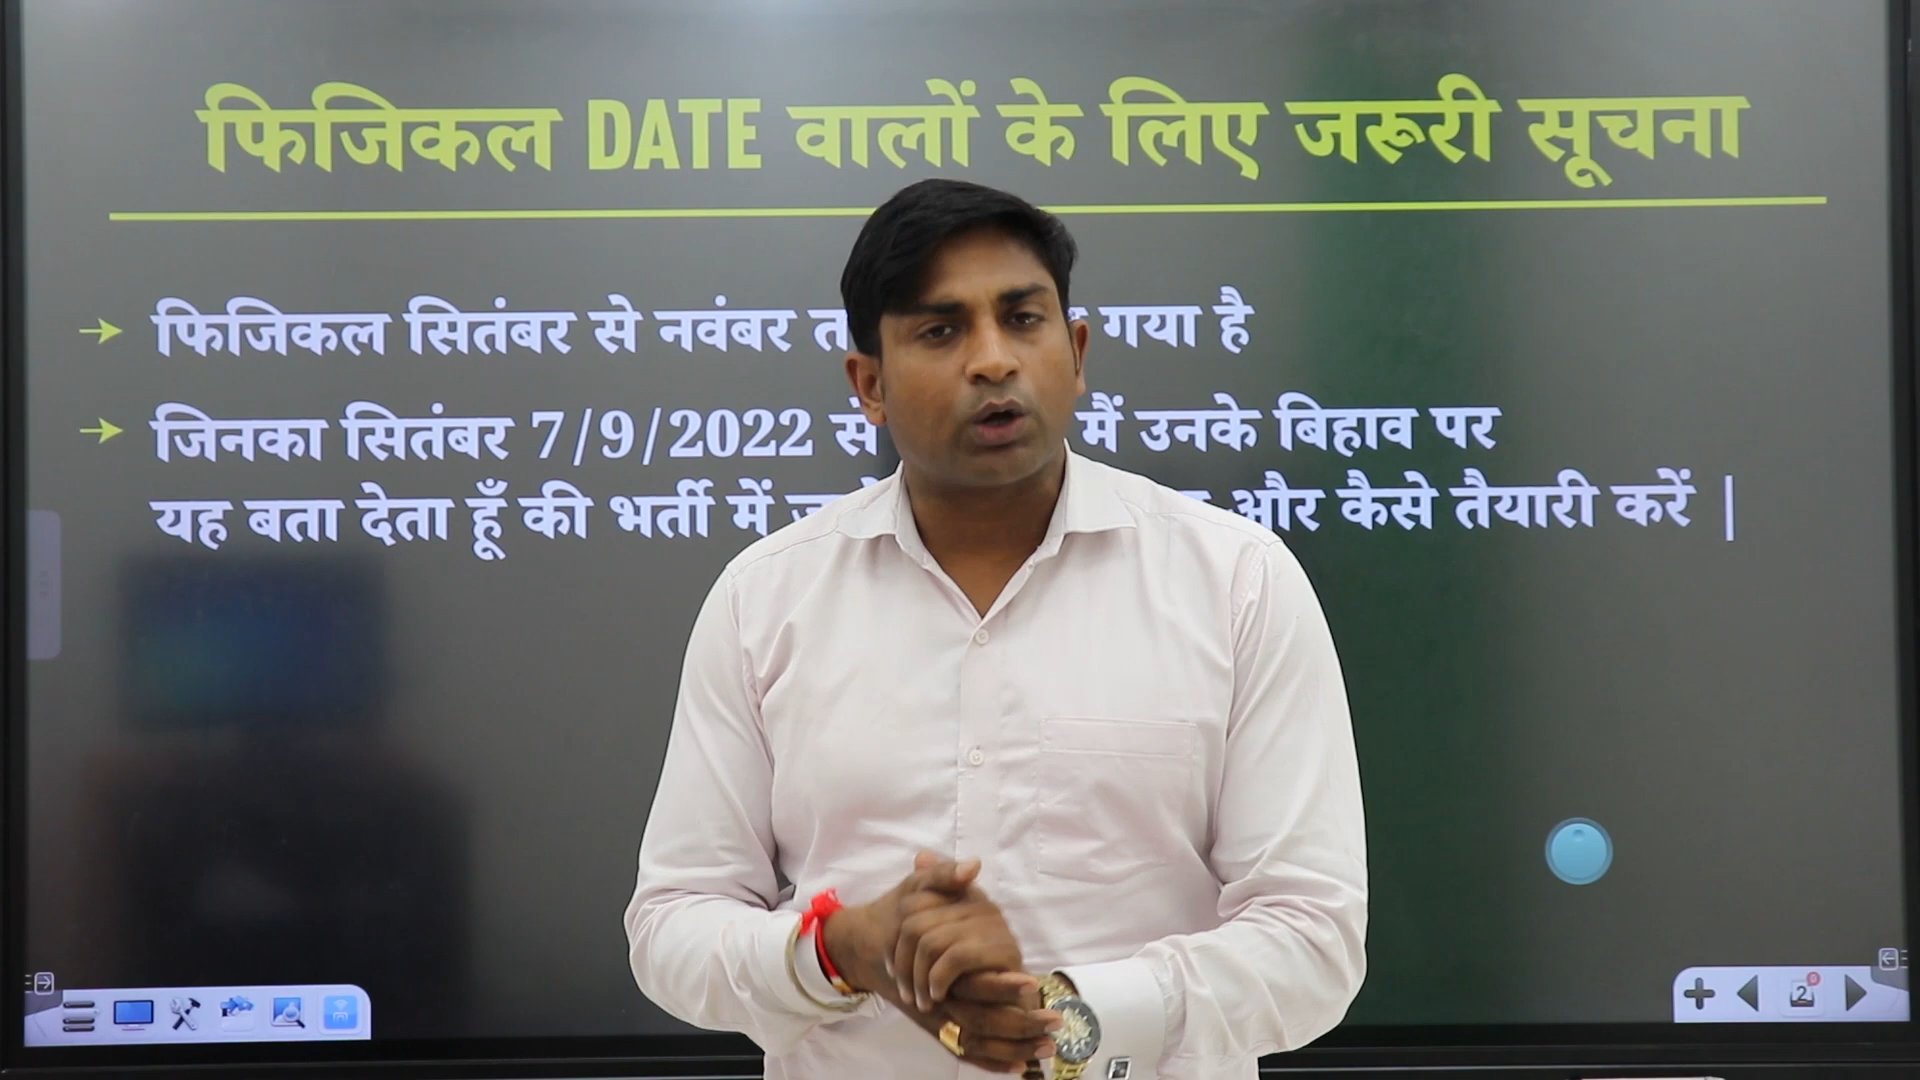 फिजिकल DATE वालों के लिए जरूरी सूचना
फिजिकल सितंबर से नवंबर गया है
जिनका सितंबर 7/9/2022 से मैं उनके बिहाव पर
यह बता देता हूँ की भर्ती में और कैसे तैयारी करें |
2